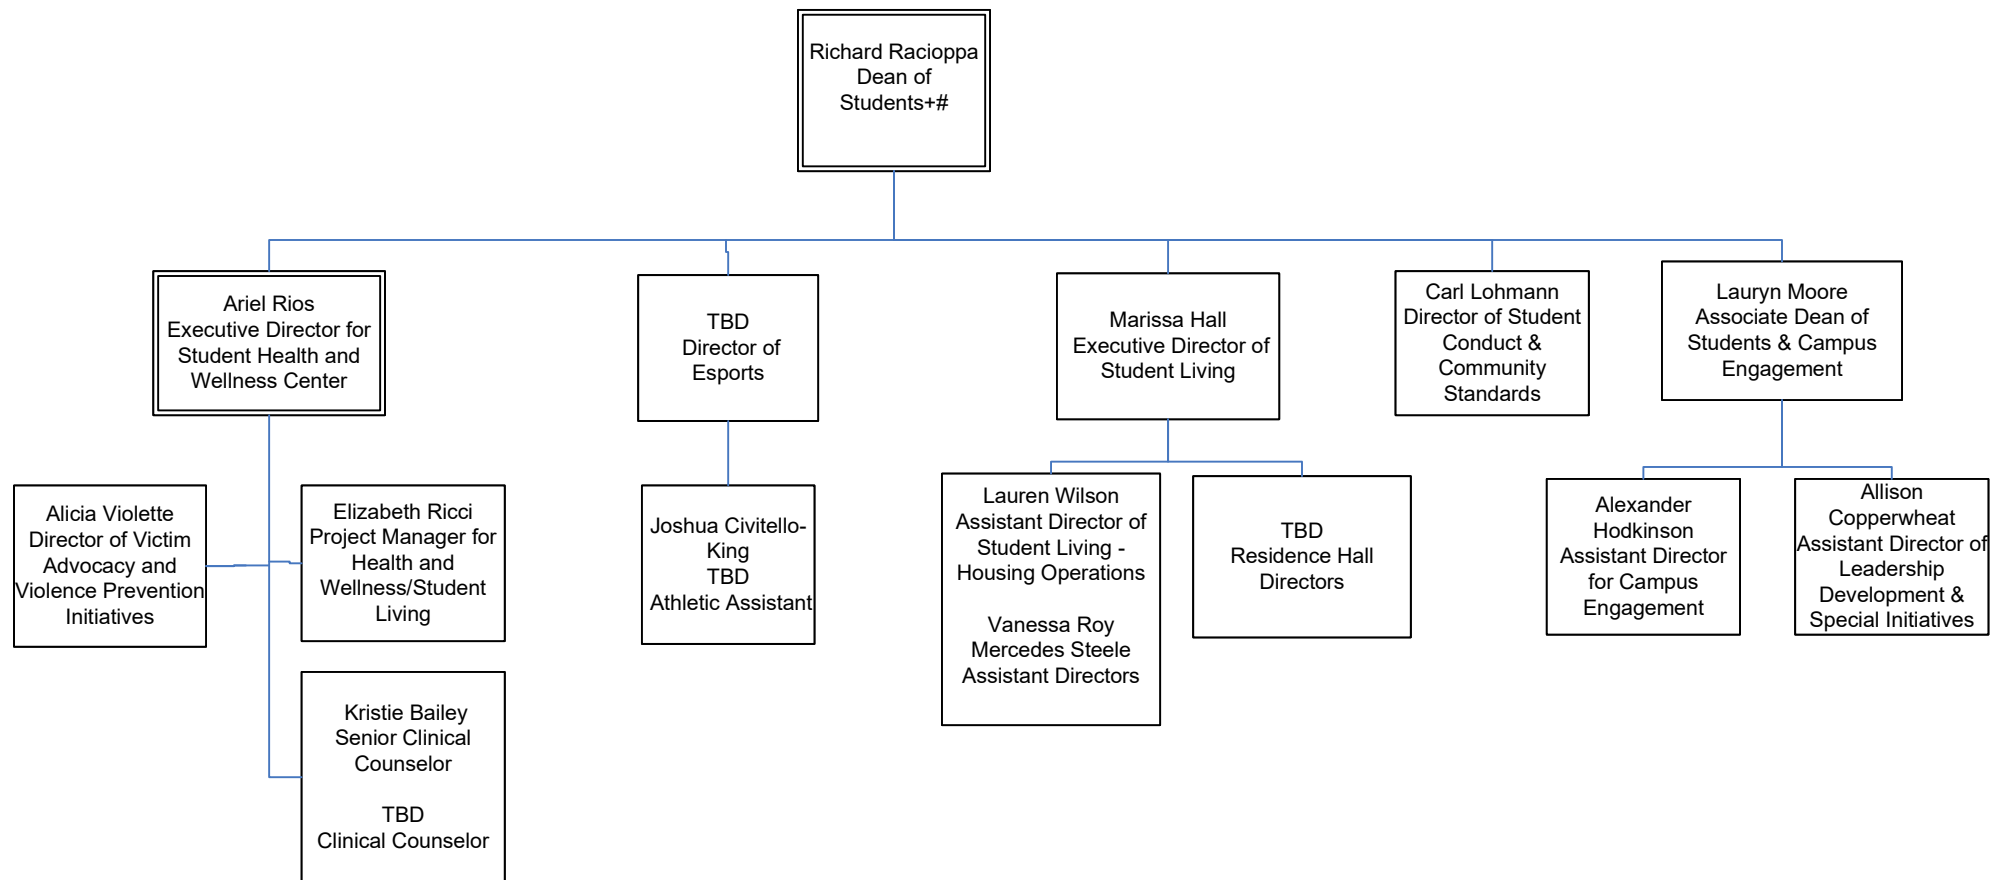 Richard Racioppa
Dean of
Students+#
Ariel Rios
Executive Director for
Student Health and
Wellness Center
TBD
Director of
Esports
Marissa Hall
Executive Director of
Student Living
Carl Lohmann
Director of Student
Conduct &
Community
Standards
Lauryn Moore
Associate Dean of
Students & Campus
Engagement
Alicia Violette
Director of Victim
Advocacy and
Violence Prevention
Initiatives
Elizabeth Ricci
Project Manager for
Health and
Wellness/Student
Living
Joshua Civitello-
King
TBD
Athletic Assistant
Lauren Wilson
Assistant Director of
Student Living -
Housing Operations
Vanessa Roy
Mercedes Steele
Assistant Directors
TBD
Residence Hall
Directors
Alexander
Hodkinson
Assistant Director
for Campus
Engagement
Allison
Copperwheat
Assistant Director of
Leadership
Development &
Special Initiatives
Kristie Bailey
Senior Clinical
Counselor
TBD
Clinical Counselor